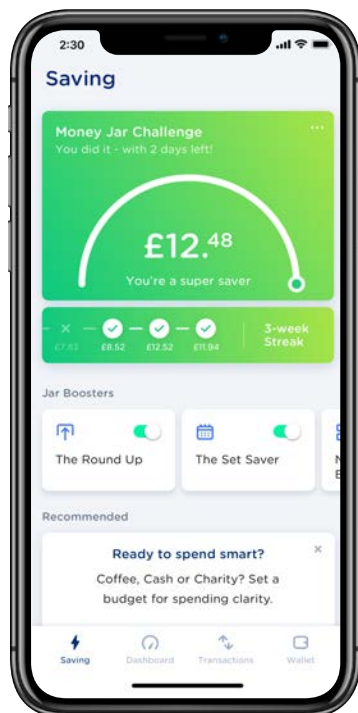 2:30
Saving
Money Jar Challenge
You did it - with 2 days left!
£12.48
You're a super saver
£7.82 £8.52 £12.52 £11.94
3-week
Streak
Jar Boosters
The Round Up
The Set Saver
Recommended
Ready to spend smart?
Coffee, Cash or Charity? Set a
budget for spending clarity.
Saving Dashboard Transactions Wallet